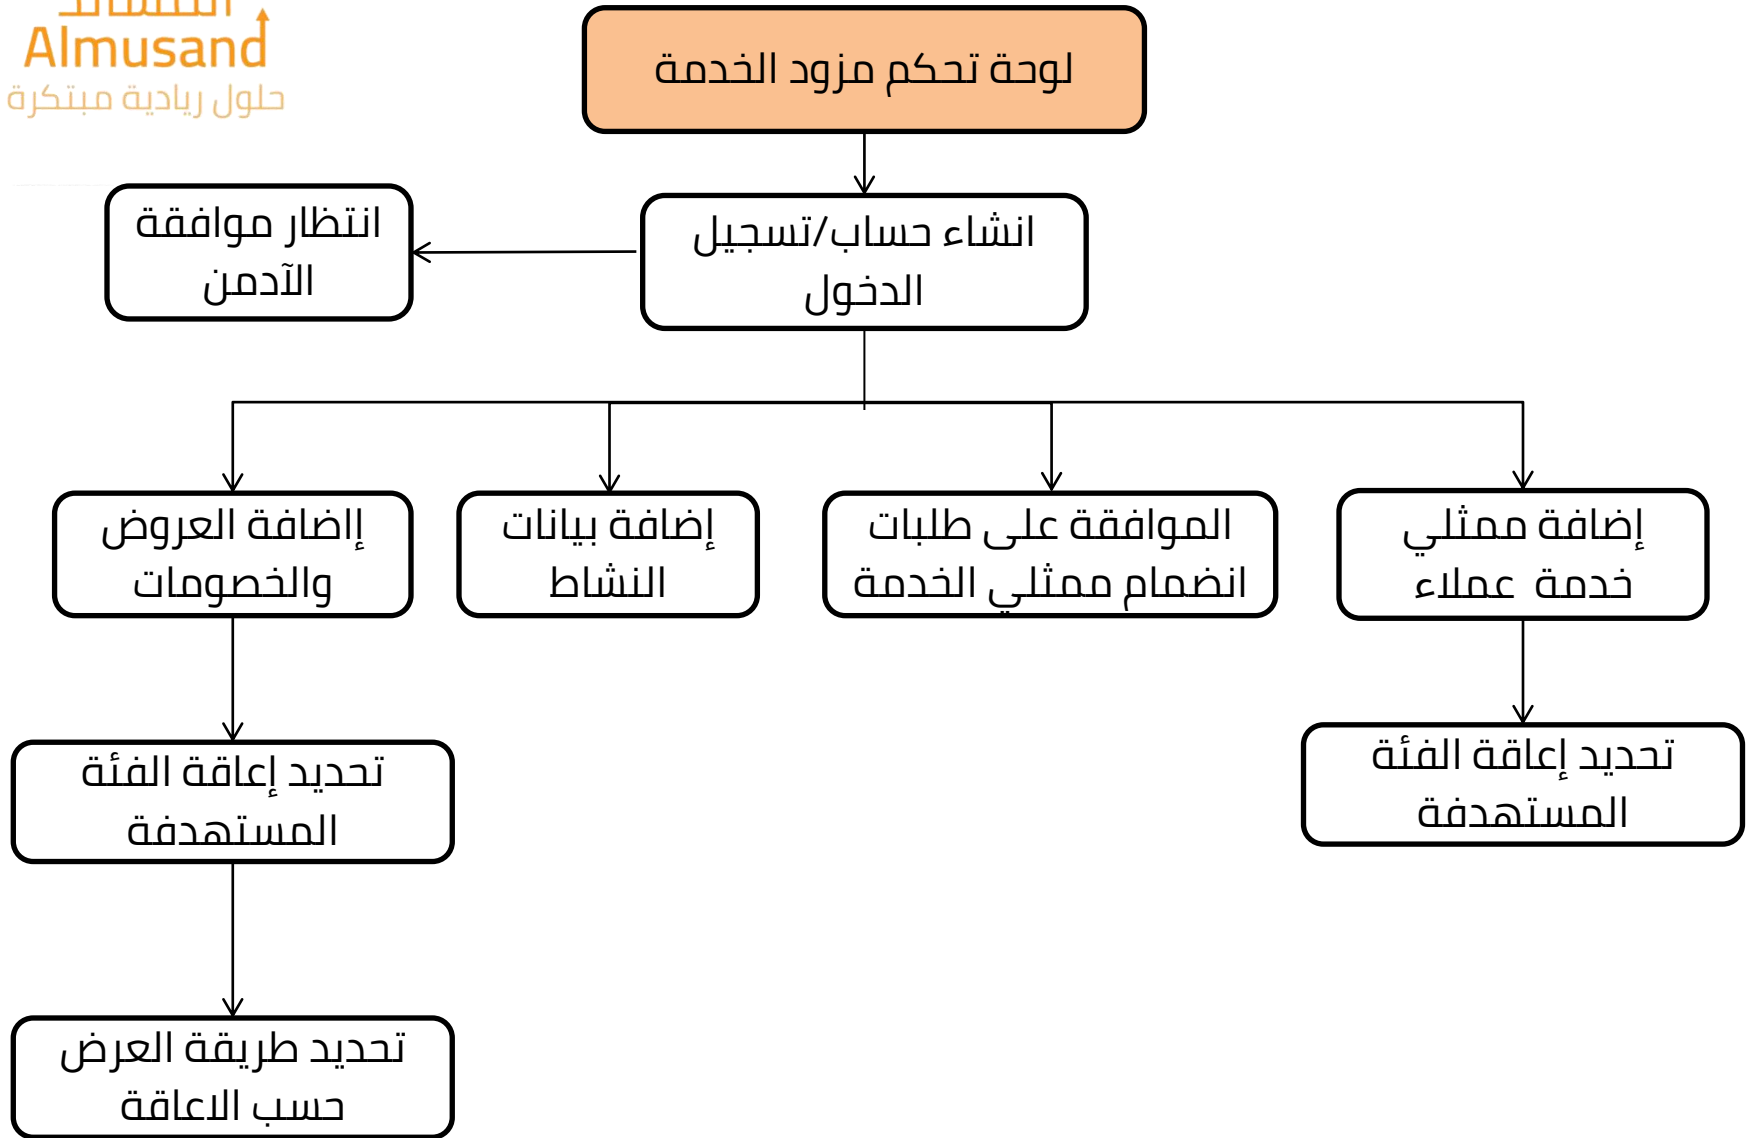 Almusand
حلول ريادية مبتكرة
لوحة تحكم مزود الخدمة
انشاء حساب/تسجيل
الدخول
انتظار موافقة
الآدمن
إضافة ممثلي
خدمة عملاء
الموافقة على طلبات
انضمام ممثلي الخدمة
إضافة بيانات
النشاط
إاضافة العروض
والخصومات
تحديد إعاقة الفئة
المستهدفة
تحديد إعاقة الفئة
المستهدفة
تحديد طريقة العرض
حسب الاعاقة